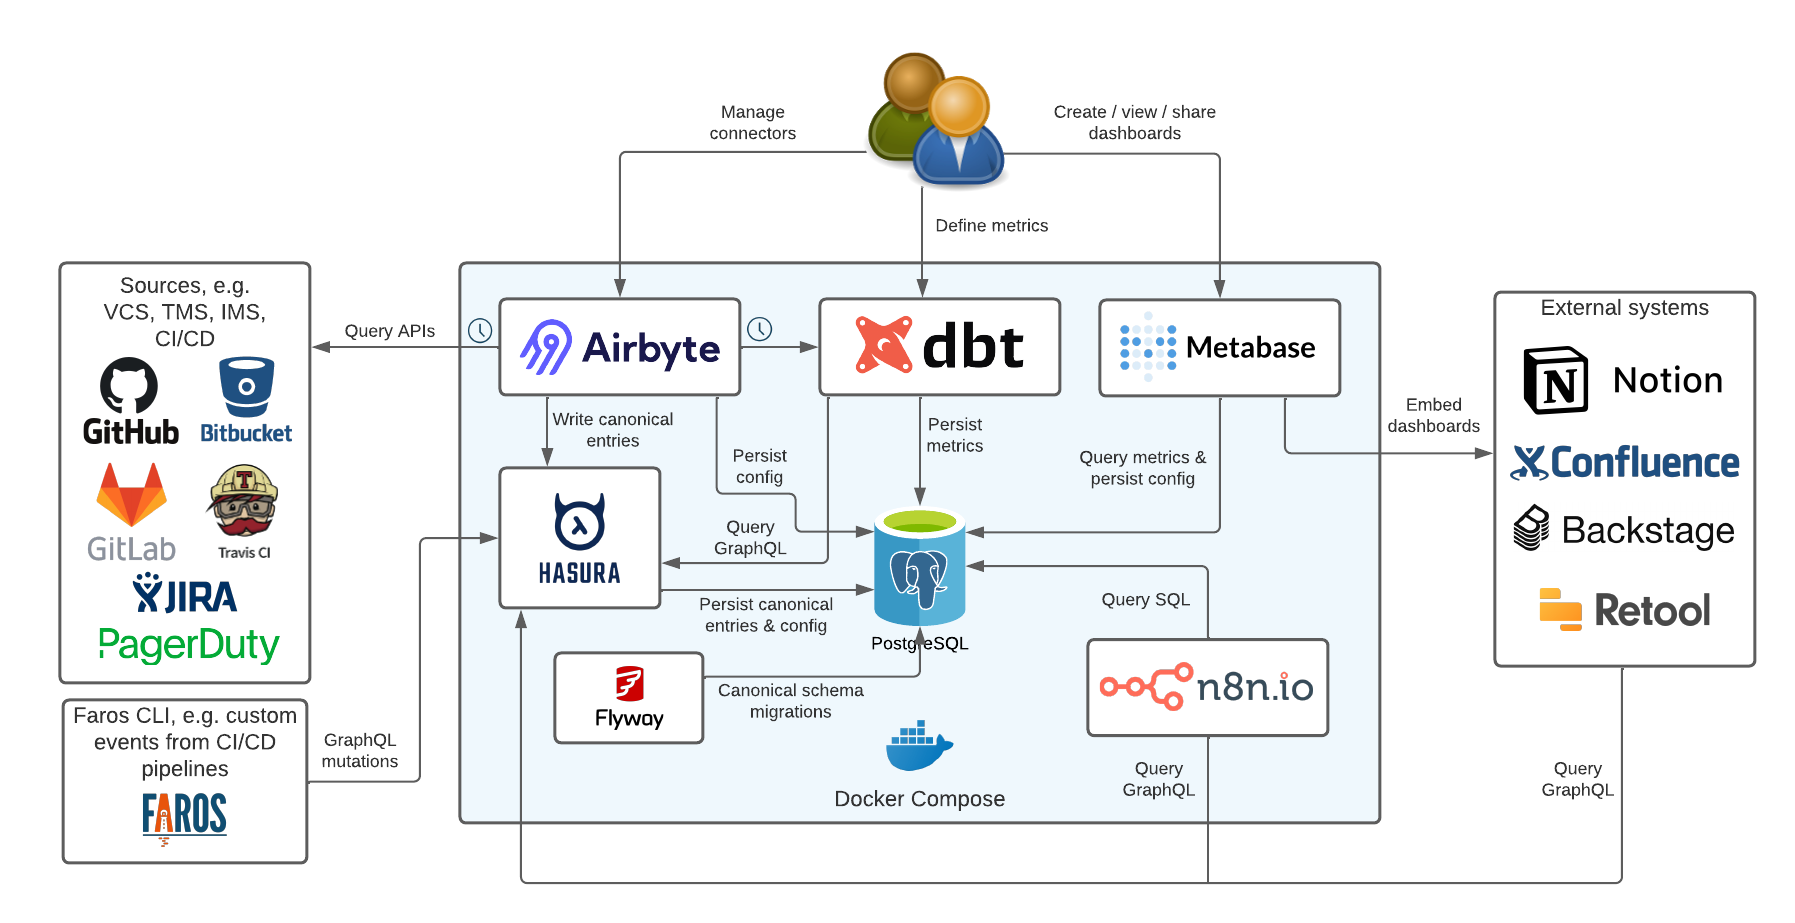 Manage
connectors
Create / view / share
dashboards
Define metrics
Sources, e.g.
VCS, TMS, IMS,
CI/CD
GitHub
Bitbucket
GitLab
Travis CI
JIRA
PagerDuty
Query APIs
Airbyte
dbt
Metabase
Write canonical
entries
Persist
config
Persist
metrics
Query metrics &
persist config
Embed
dashboards
External systems
N Notion
Confluence
Backstage
Retool
HASURA
Query
GraphQL
Persist canonical
entries & config
PostgreSQL
Query SQL
n8n.io
Flyway
Canonical schema
migrations
Docker Compose
Faros CLI, e.g. custom
events from CI/CD
pipelines
FAROS
GraphQL
mutations
Query
GraphQL
Query
GraphQL